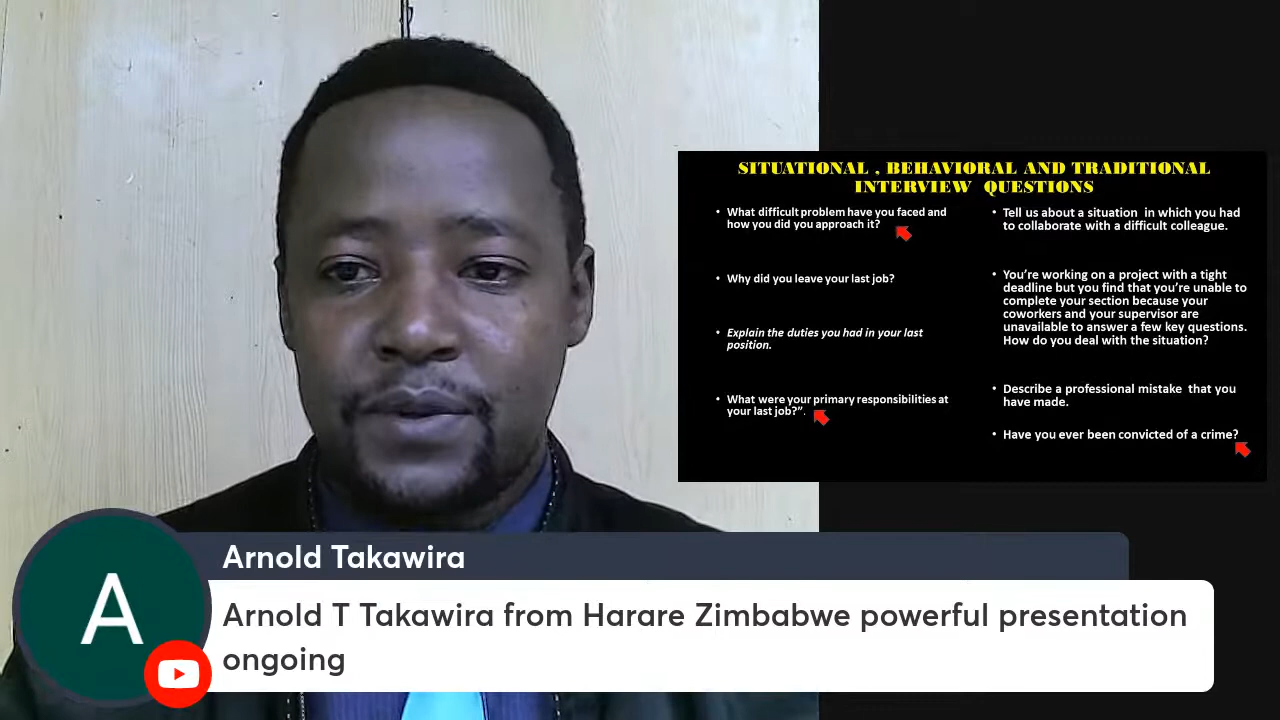 SITUATIONAL , BEHAVIORAL AND TRADITIONAL
INTERVIEW QUESTIONS
• What difficult problem have you faced and
how you did you approach it?
• Why did you leave your last job?
• Explain the duties you had in your last
position.
• What were your primary responsibilities at
your last job?”.
• Tell us about a situation in which you had
to collaborate with a difficult colleague.
• You’re working on a project with a tight
deadline but you find that you’re unable to
complete your section because your
coworkers and your supervisor are
unavailable to answer a few key questions.
How do you deal with the situation?
• Describe a professional mistake that you
have made.
• Have you ever been convicted of a crime?
A
Arnold Takawira
Arnold T Takawira from Harare Zimbabwe powerful presentation
ongoing